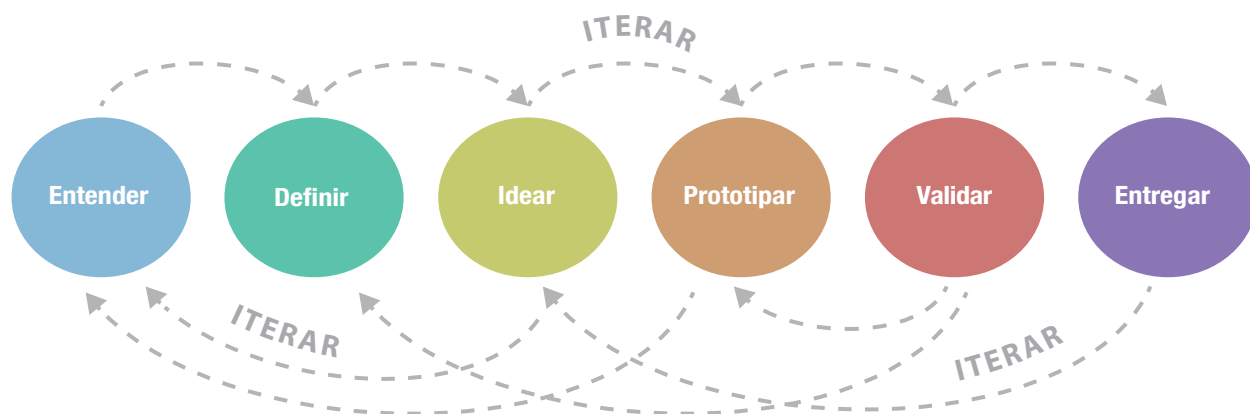 ITERAR
Entender
Definir
Idear
Prototipar
Validar
Entregar
ITERAR
ITERAR